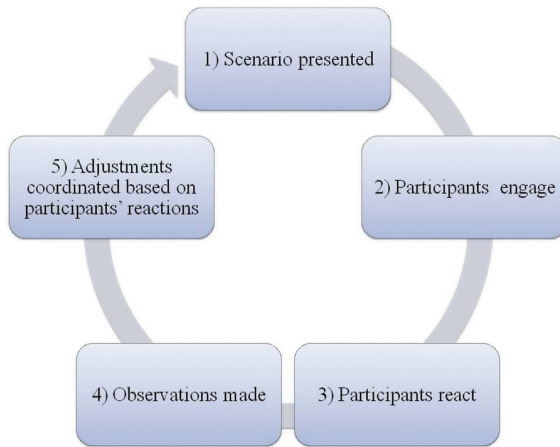 1) Scenario presented
2) Participants engage
3) Participants react
4) Observations made
5) Adjustments
coordinated based on
participants' reactions